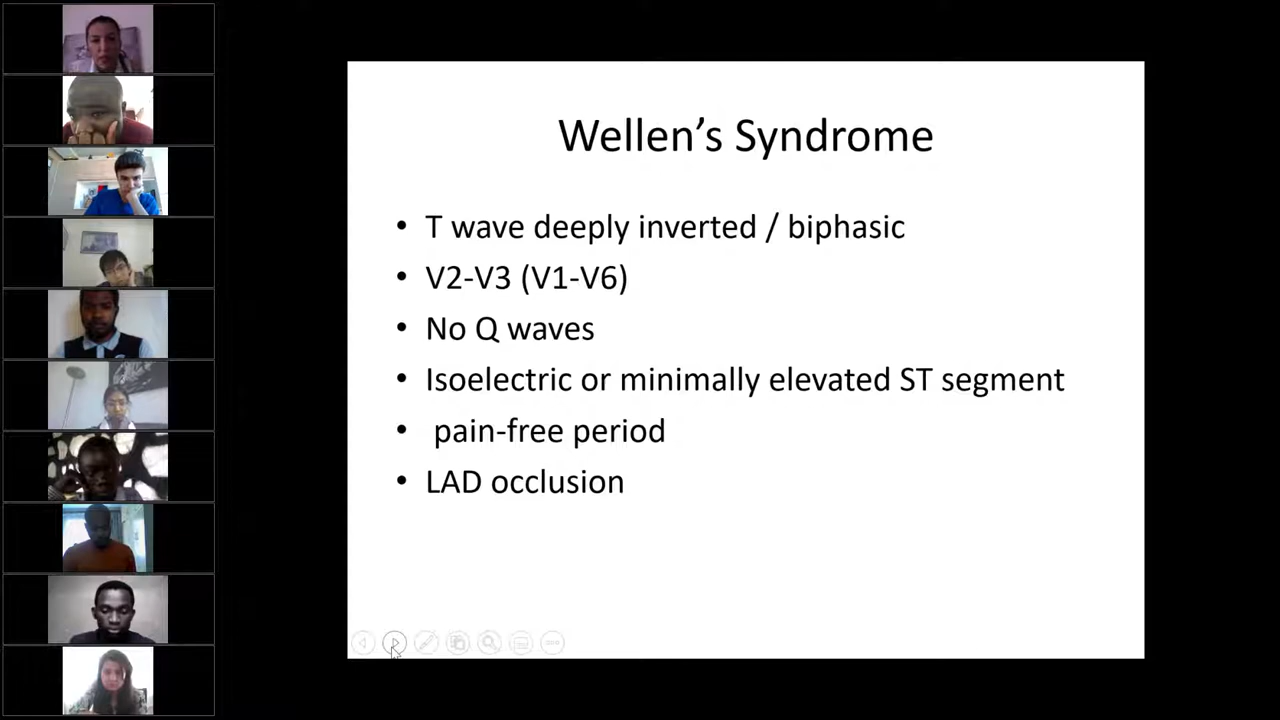 Wellen’s Syndrome
• T wave deeply inverted / biphasic
• V2-V3 (V1-V6)
• No Q waves
• Isoelectric or minimally elevated ST segment
• pain-free period
• LAD occlusion